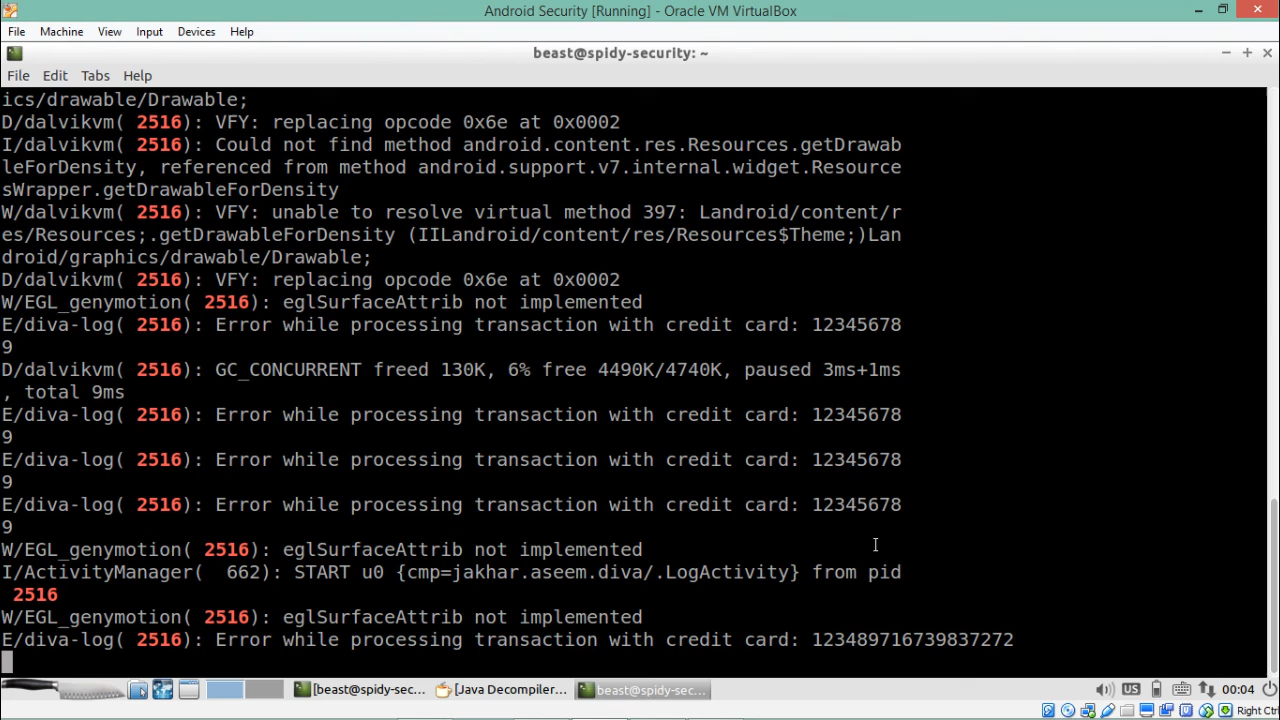 Android Security [Running] - Oracle VM VirtualBox
File Machine View Input Devices Help
beast@spidy-security: ~
File Edit Tabs Help
ics/drawable/Drawable;
D/dalvikvm( 2516): VFY: replacing opcode 0x6e at 0x0002
I/dalvikvm( 2516): Could not find method android.content.res.Resources.getDrawab
leForDensity, referenced from method android.support.v7.internal.widget.Resource
sWrapper.getDrawableForDensity
W/dalvikvm( 2516): VFY: unable to resolve virtual method 397: Landroid/content/r
es/Resources;.getDrawableForDensity (IILandroid/content/res/Resources$Theme;)Lan
droid/graphics/drawable/Drawable;
D/dalvikvm( 2516): VFY: replacing opcode 0x6e at 0x0002
W/EGL_genymotion( 2516): eglSurfaceAttrib not implemented
E/diva-log( 2516): Error while processing transaction with credit card: 12345678
9
D/dalvikvm( 2516): GC_CONCURRENT freed 130K, 6% free 4490K/4740K, paused 3ms+1ms
, total 9ms
E/diva-log( 2516): Error while processing transaction with credit card: 12345678
9
E/diva-log( 2516): Error while processing transaction with credit card: 12345678
9
E/diva-log( 2516): Error while processing transaction with credit card: 12345678
9
W/EGL_genymotion( 2516): eglSurfaceAttrib not implemented
I/ActivityManager(  662): START u0 {cmp=jakhar.aseem.diva/.LogActivity} from pid
 2516
W/EGL_genymotion( 2516): eglSurfaceAttrib not implemented
E/diva-log( 2516): Error while processing transaction with credit card: 123489716739837272
[beast@spidy-sec... [Java Decompiler... beast@spidy-sec... US 00:04
Right Ctrl